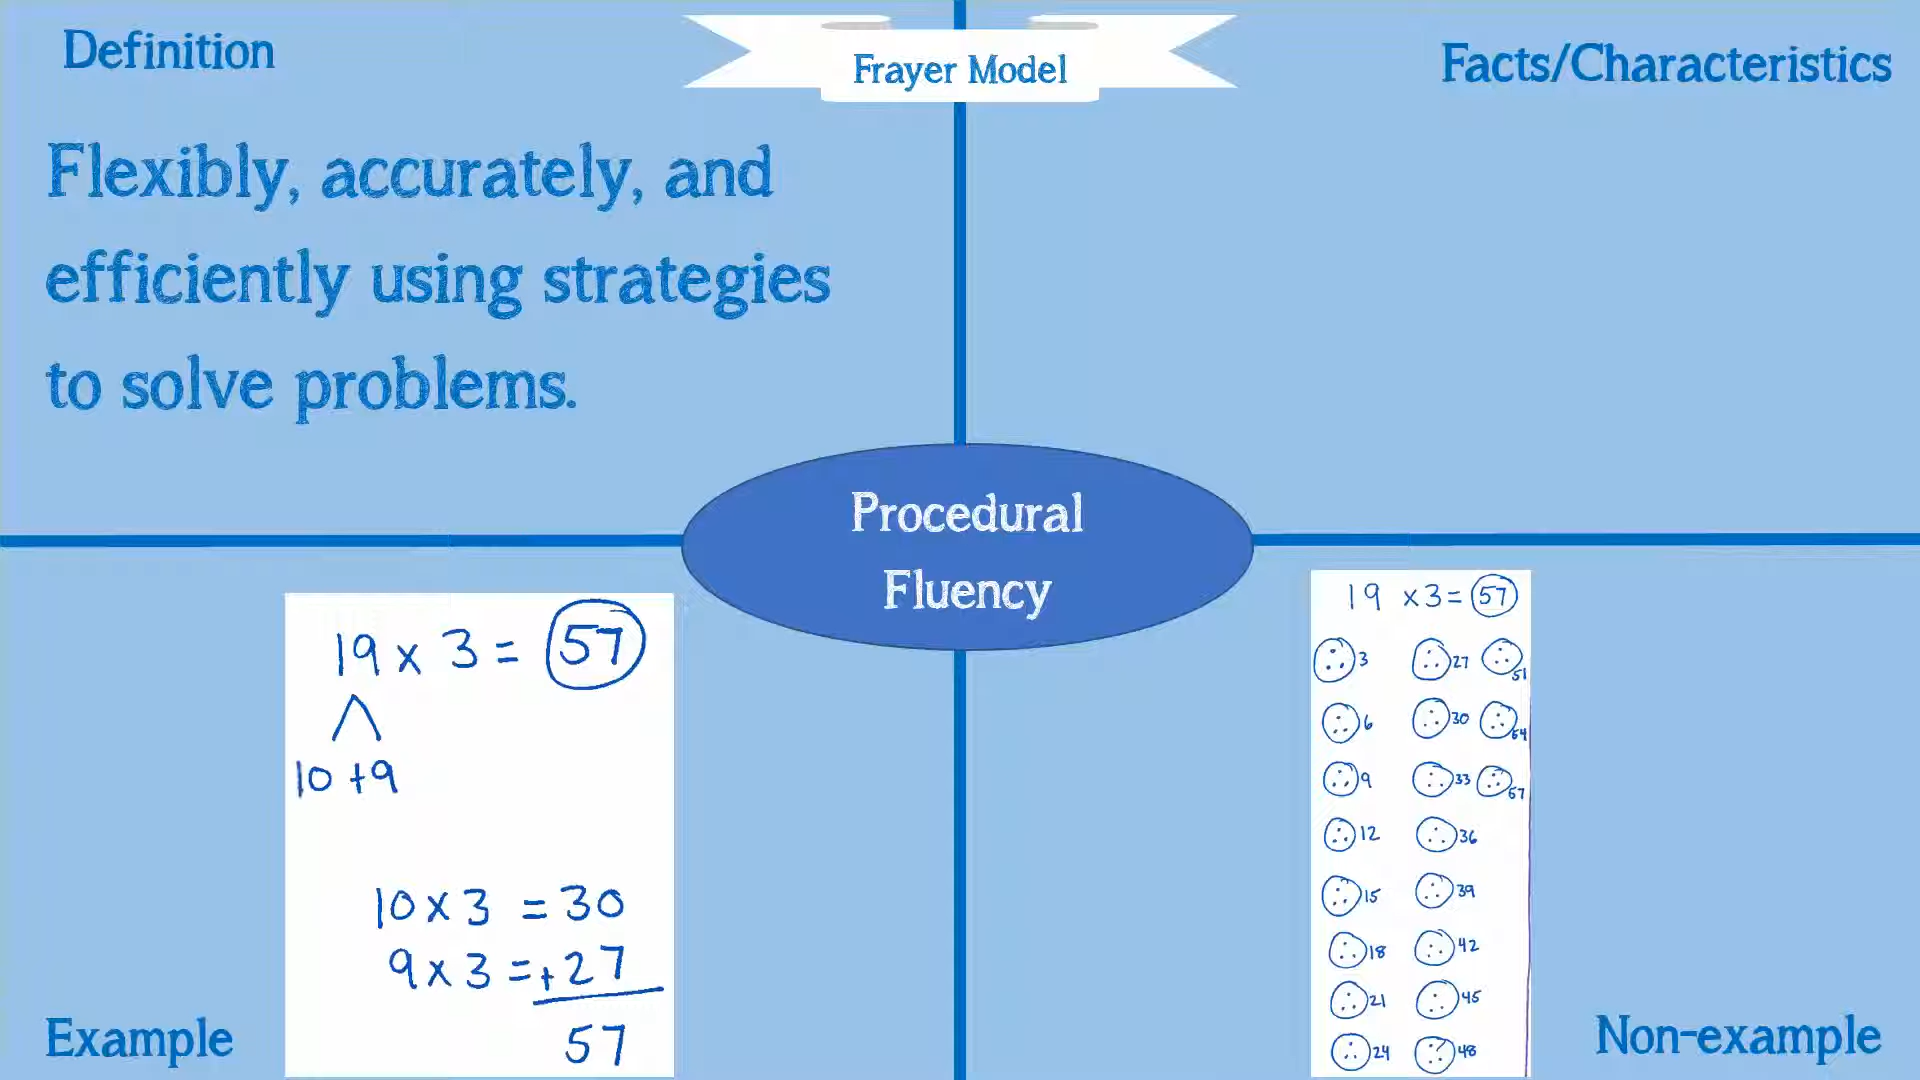 Definition
Frayer Model
Facts/Characteristics
Flexibly, accurately, and
efficiently using strategies
to solve problems.
Procedural
Fluency
19 x 3 = 57
10 + 9
10 x 3 = 30
9 x 3 = + 27
57
Example
19 x 3 = 57
3 27 51
6 30 54
9 33 57
12 36
15 39
18 42
21 45
24 48
Non-example